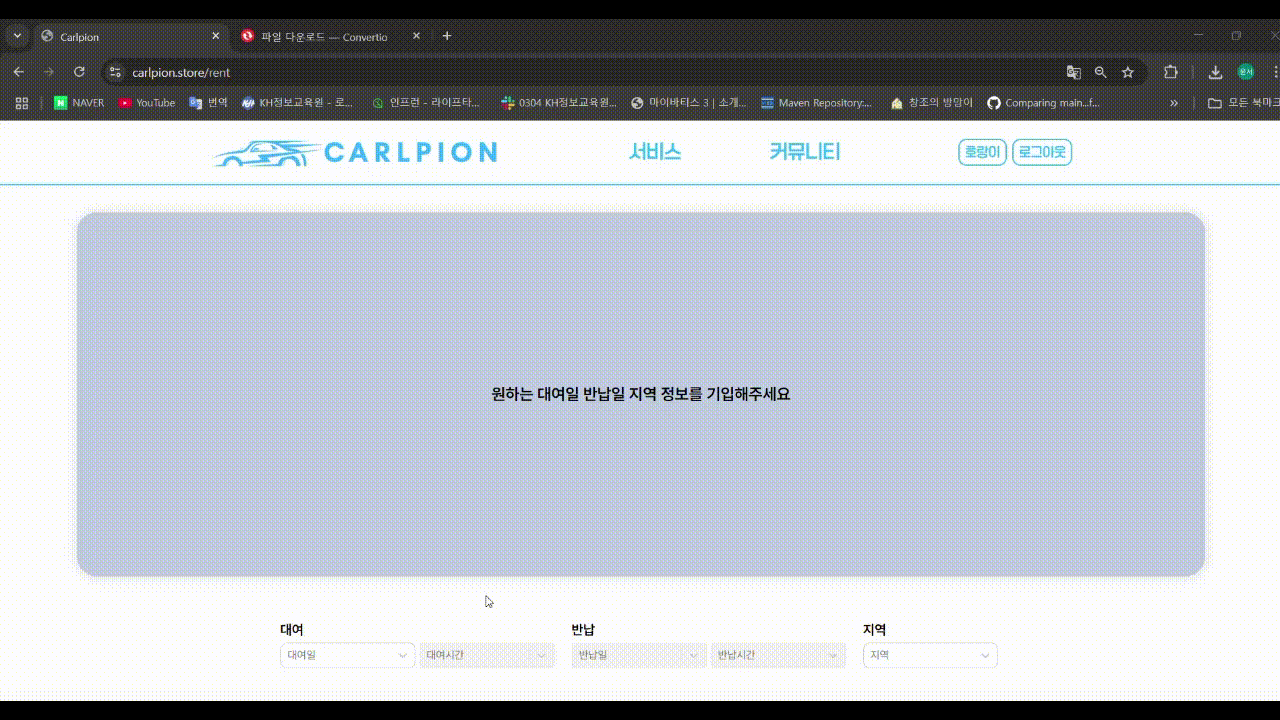 Carlpion
파일 다운로드 — Convertio
carlpion.store/rent
윤서
NAVER
YouTube
번역
KH정보교육원 - 로...
인프런 - 라이프타...
0304 KH정보교육원...
마이바티스 3 | 소개...
Maven Repository:...
창조의 방망이
Comparing main...f...
»
모든 북마크
CARLPION
서비스
커뮤니티
로그아웃
원하는 대여일 반납일 지역 정보를 기입해주세요
대여
반납
지역
대여일
대여시간
반납일
반납시간
지역